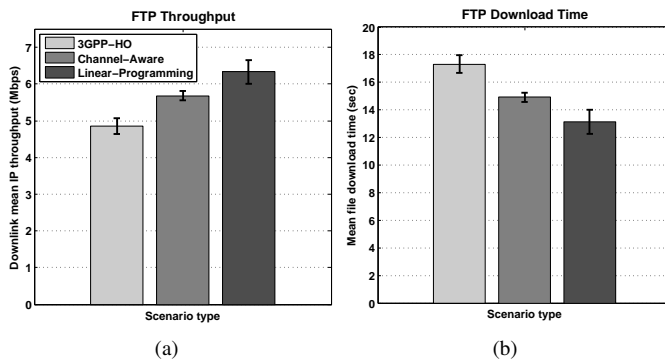 FTP Throughput
7
6
5
4
3
2
1
0
Downlink mean IP throughput (Mbps)
3GPP−HO
Channel−Aware
Linear−Programming
Scenario type
(a)
FTP Download Time
20
18
16
14
12
10
8
6
4
2
0
Mean file download time (sec)
Scenario type
(b)